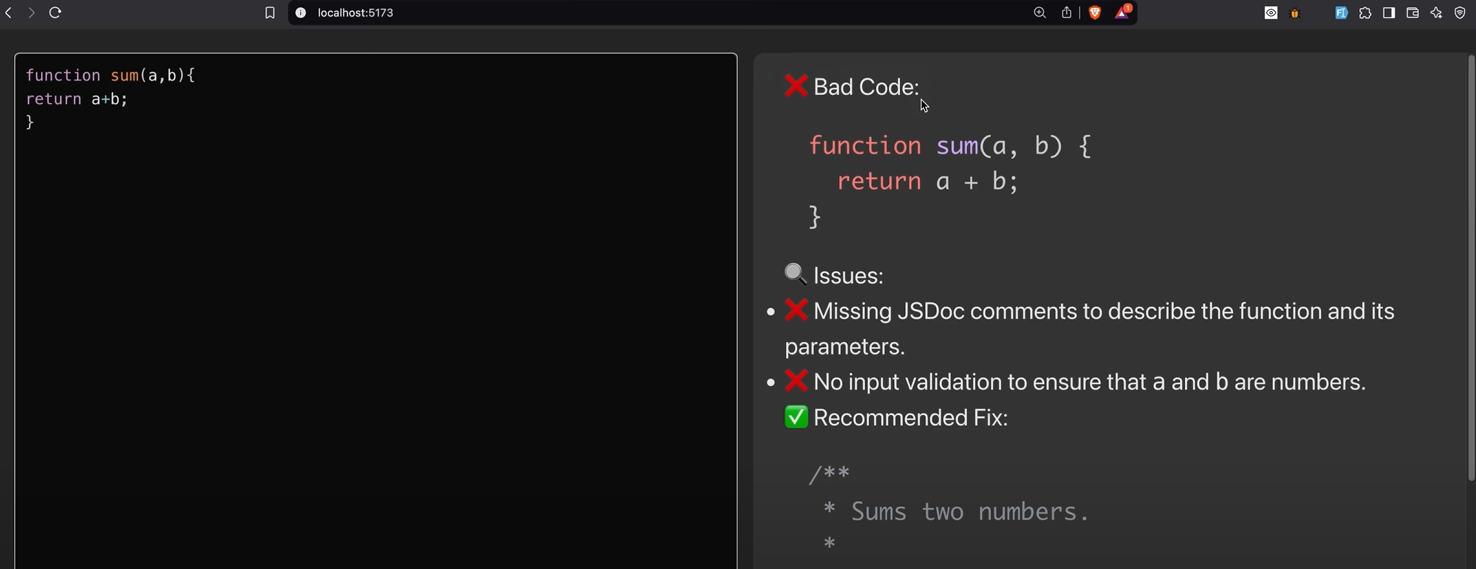 localhost:5173
1
function sum(a,b){
return a+b;
}
❌ Bad Code:
function sum(a, b) {
  return a + b;
}
🔍 Issues:
• ❌ Missing JSDoc comments to describe the function and its
parameters.
• ❌ No input validation to ensure that a and b are numbers.
✅ Recommended Fix:
/**
 * Sums two numbers.
 *